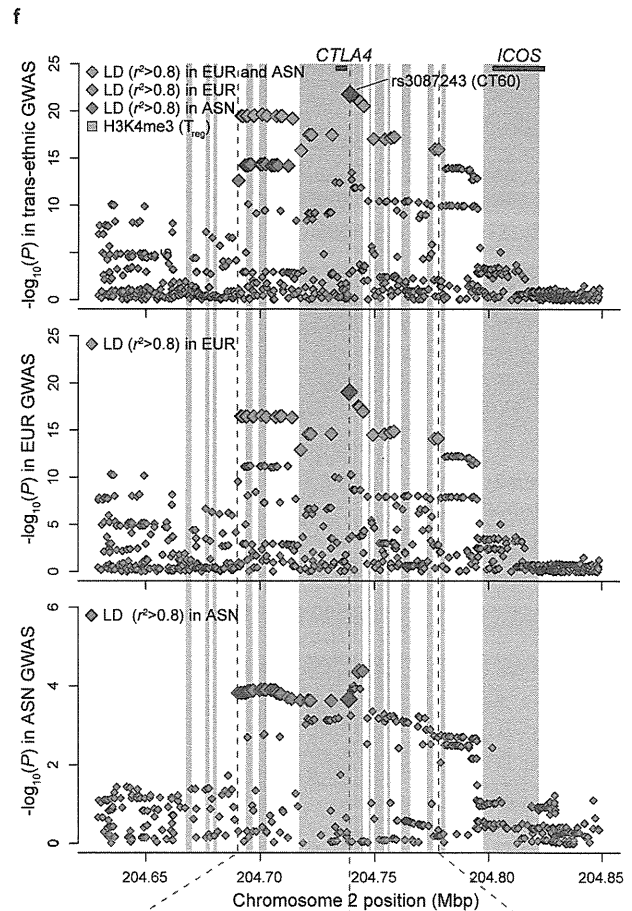 f
CTLA4
ICOS
LD (r²>0.8) in EUR and ASN
rs3087243 (CT60)
LD (r²>0.8) in EUR
LD (r²>0.8) in ASN
H3K4me3 (Treg)
-log10(P) in trans-ethnic GWAS
25
20
15
10
5
0
LD (r²>0.8) in EUR
-log10(P) in EUR GWAS
25
20
15
10
5
0
LD (r²>0.8) in ASN
-log10(P) in ASN GWAS
6
4
2
0
204.65 204.70 204.75 204.80 204.85
Chromosome 2 position (Mbp)